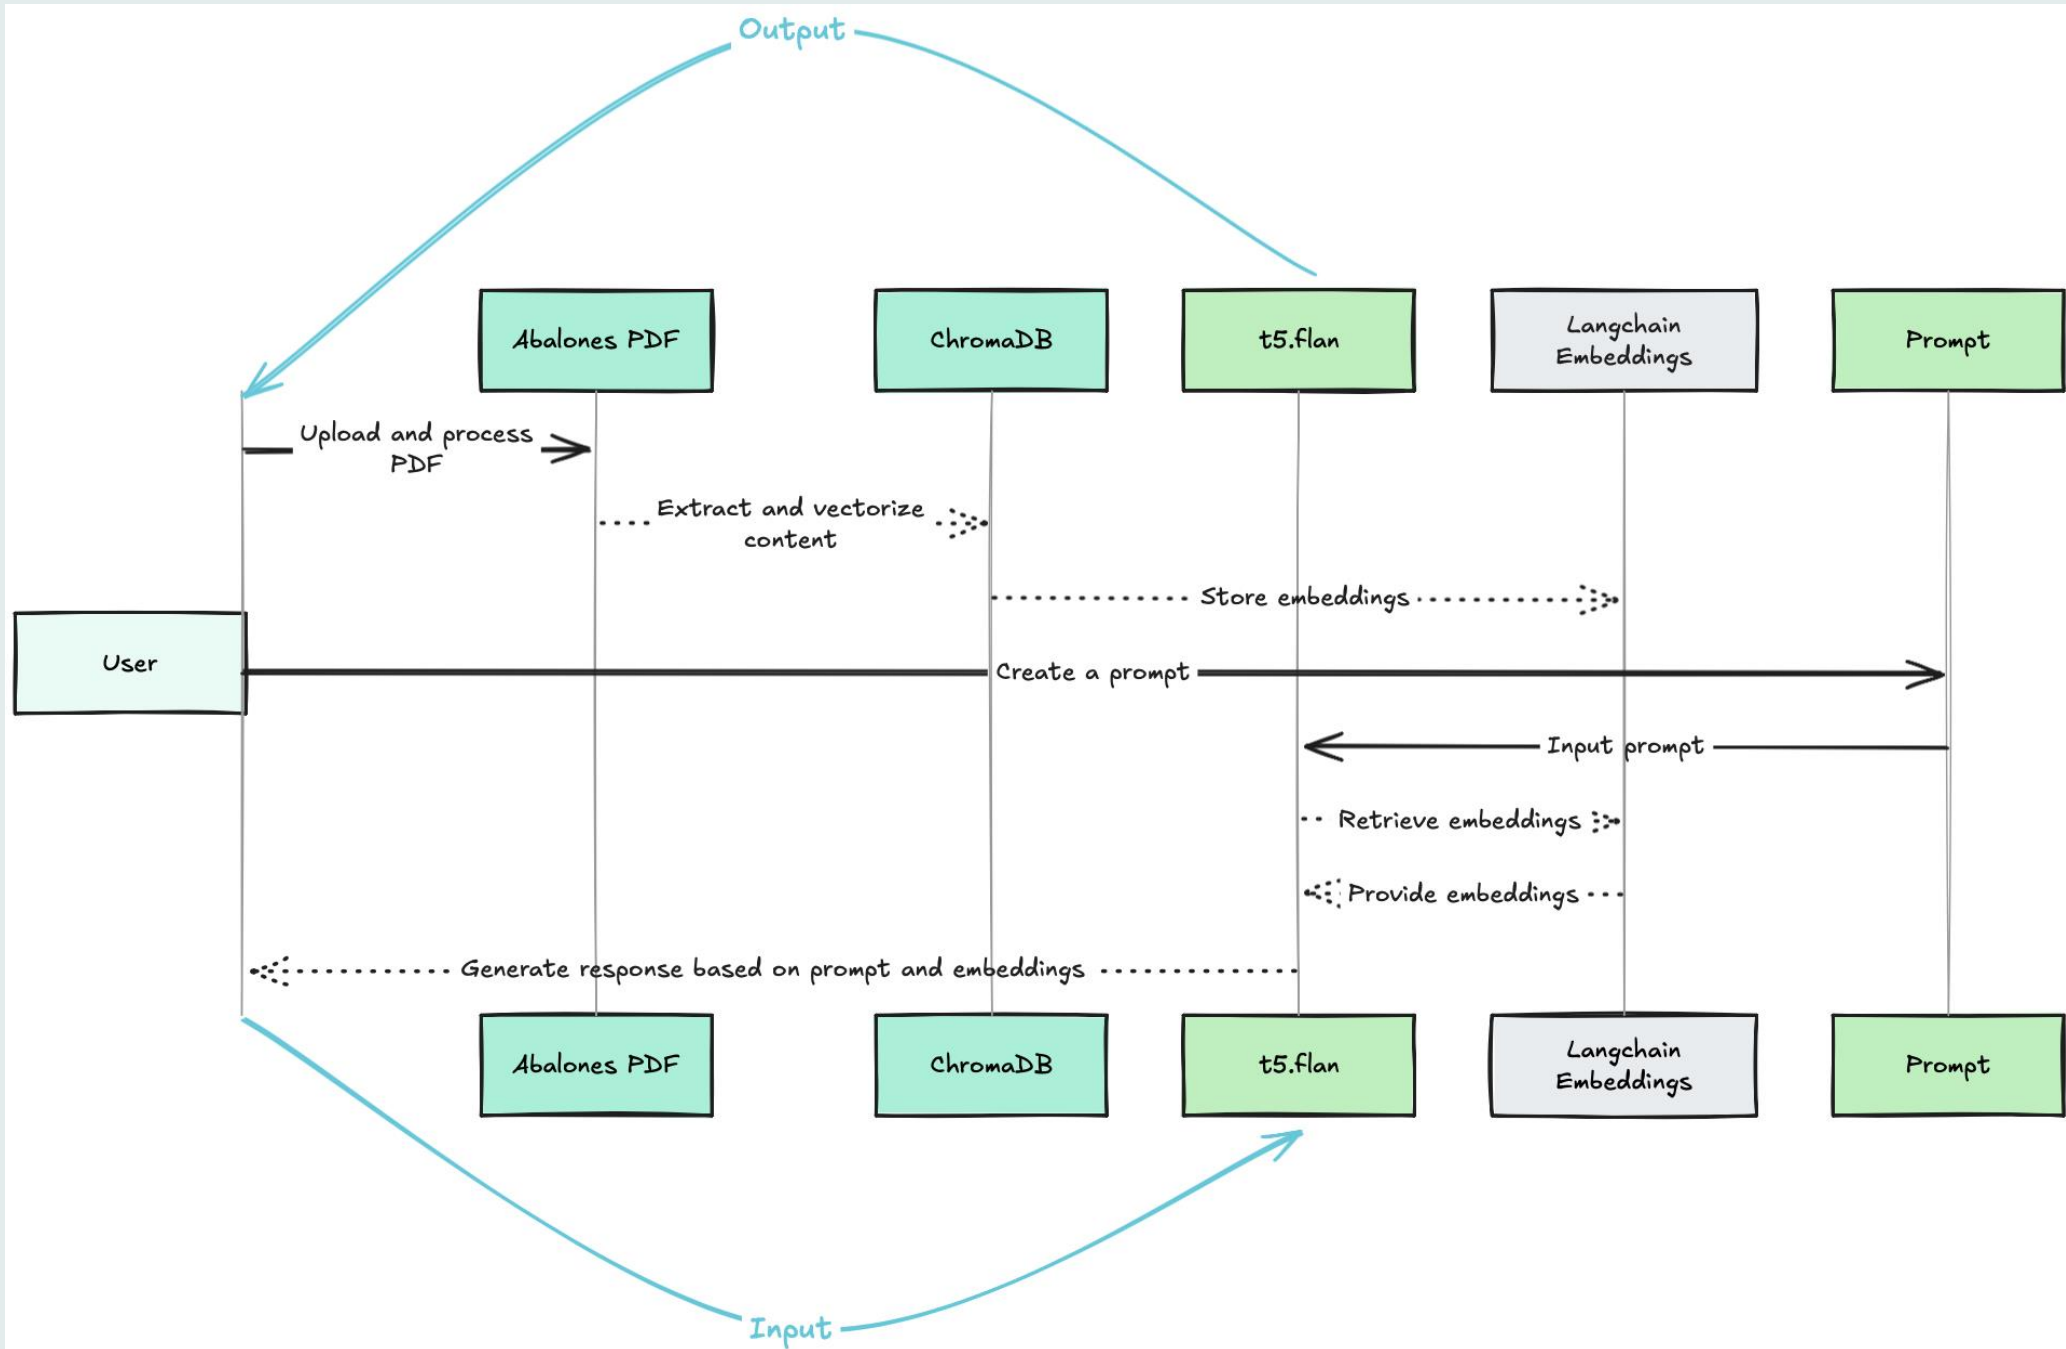 Output
Abalones PDF
ChromaDB
t5.flan
Langchain
Embeddings
Prompt
Upload and process
PDF
Extract and vectorize
content
Store embeddings
User
Create a prompt
Input prompt
Retrieve embeddings
Provide embeddings
Generate response based on prompt and embeddings
Abalones PDF
ChromaDB
t5.flan
Langchain
Embeddings
Prompt
Input